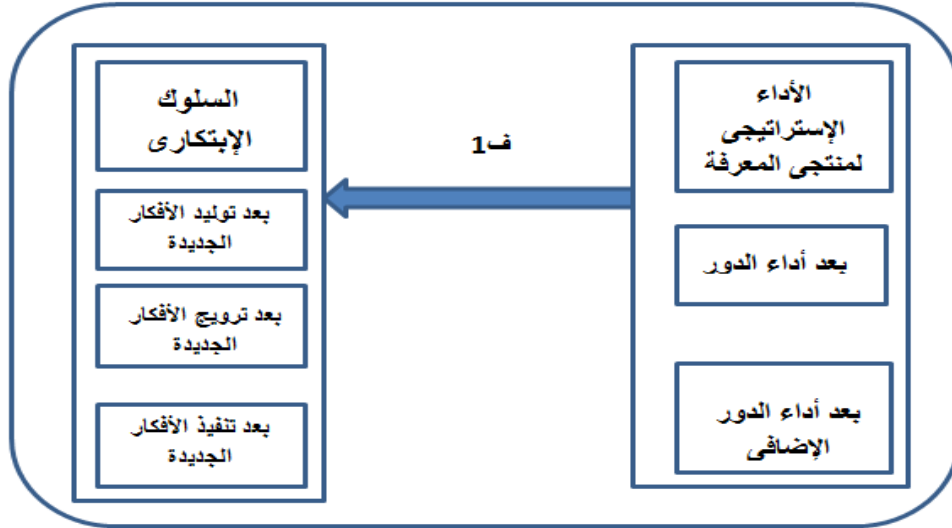 الأداء
الإستراتيجى
لمنتجى المعرفة
بعد أداء الدور
بعد أداء الدور
الإضافى
ف1
السلوك
الإبتكارى
بعد توليد الأفكار
الجديدة
بعد ترويج الأفكار
الجديدة
بعد تنفيذ الأفكار
الجديدة